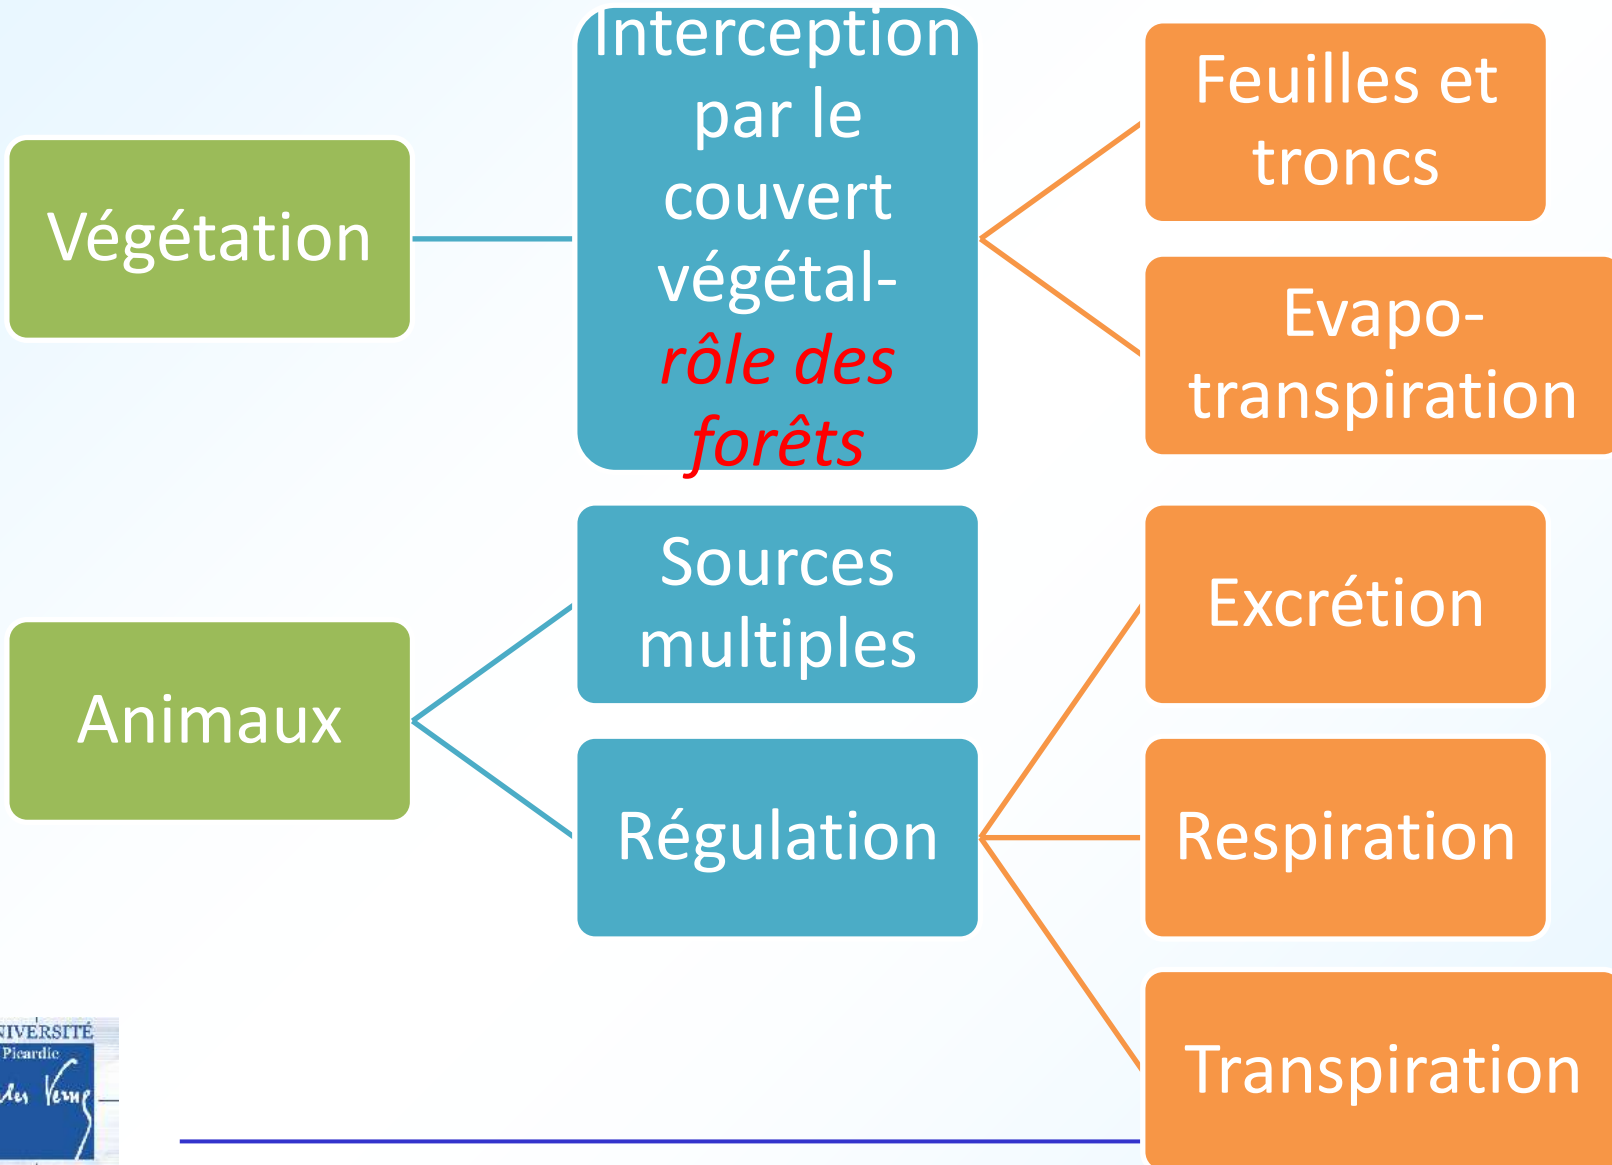 Végétation
Interception
par le
couvert
végétal-
rôle des
forêts
Feuilles et
troncs
Evapo-
transpiration
Animaux
Sources
multiples
Régulation
Excrétion
Respiration
Transpiration
Picardie
Verne